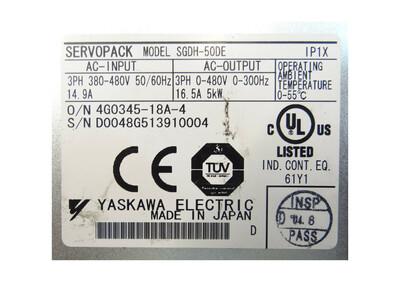 SERVOPACK MODEL SGDH-50DE IP1X
AC-INPUT AC-OUTPUT OPERATING
AMBIENT
TEMPERATURE
0-55°C
3PH 380-480V 50/60Hz 3PH 0-480V 0-300Hz
14.9A 16.5A 5kW
O/N 4G0345-18A-4
S/N D0048G513910004
C UL US
LISTED
IND. CONT. EQ.
61Y1
CE
TÜV
YASKAWA ELECTRIC
MADE IN JAPAN
D
INSP
'04. 8
PASS